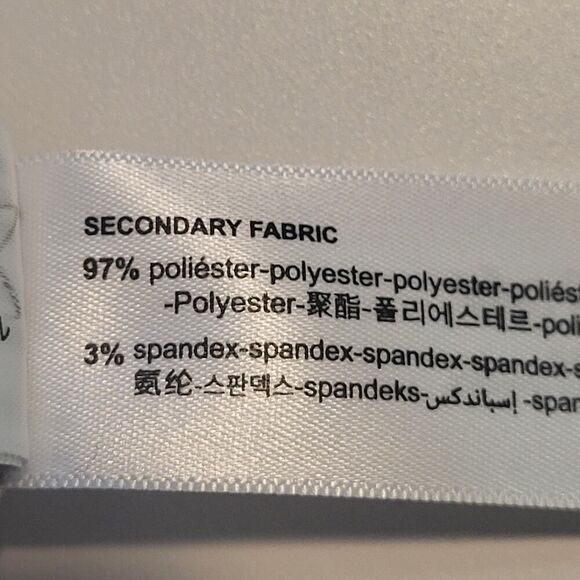 SECONDARY FABRIC
97% poliéster-polyester-polyester-poliést
-Polyester-聚酯-폴리에스테르-poli
3% spandex-spandex-spandex-spandex-s
氨纶-스판덱스-spandeks-إسباندكس -span